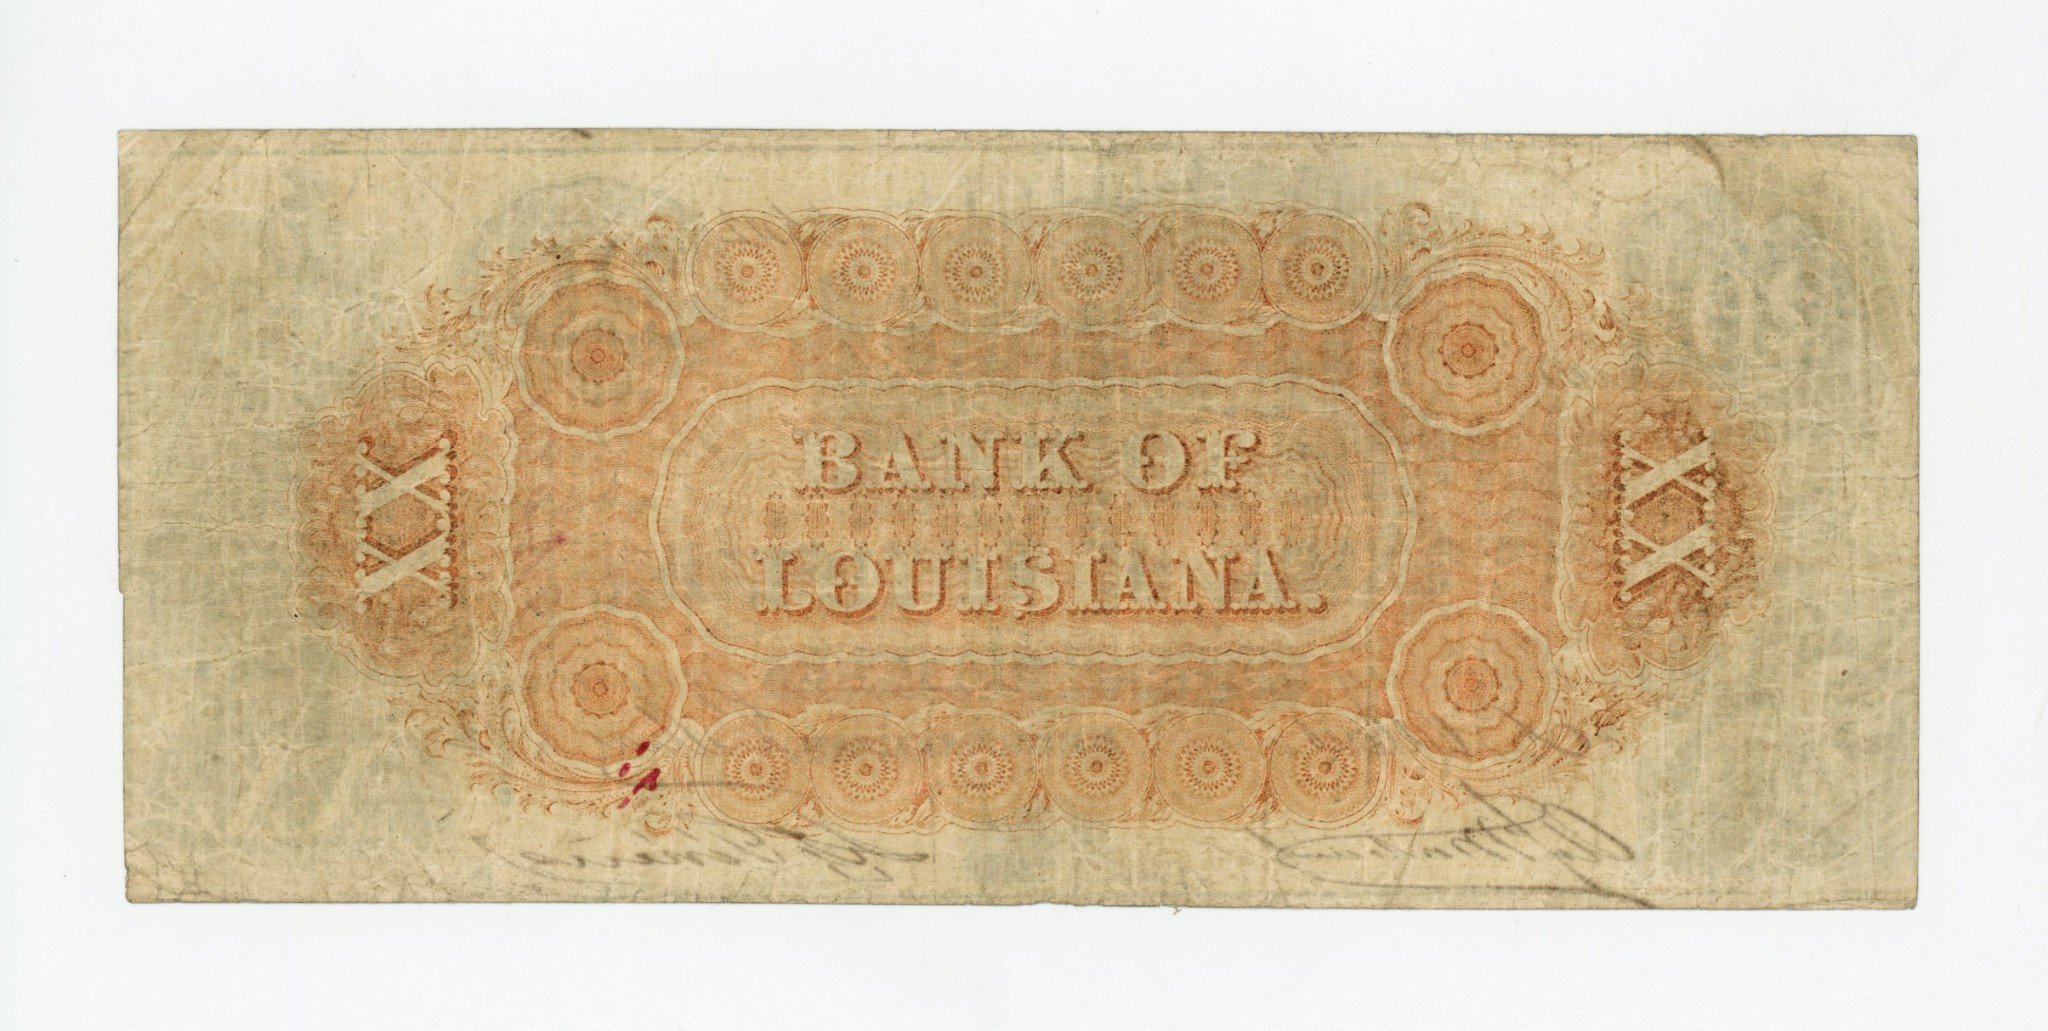 BANK OF
LOUISIANA.
XX
XX